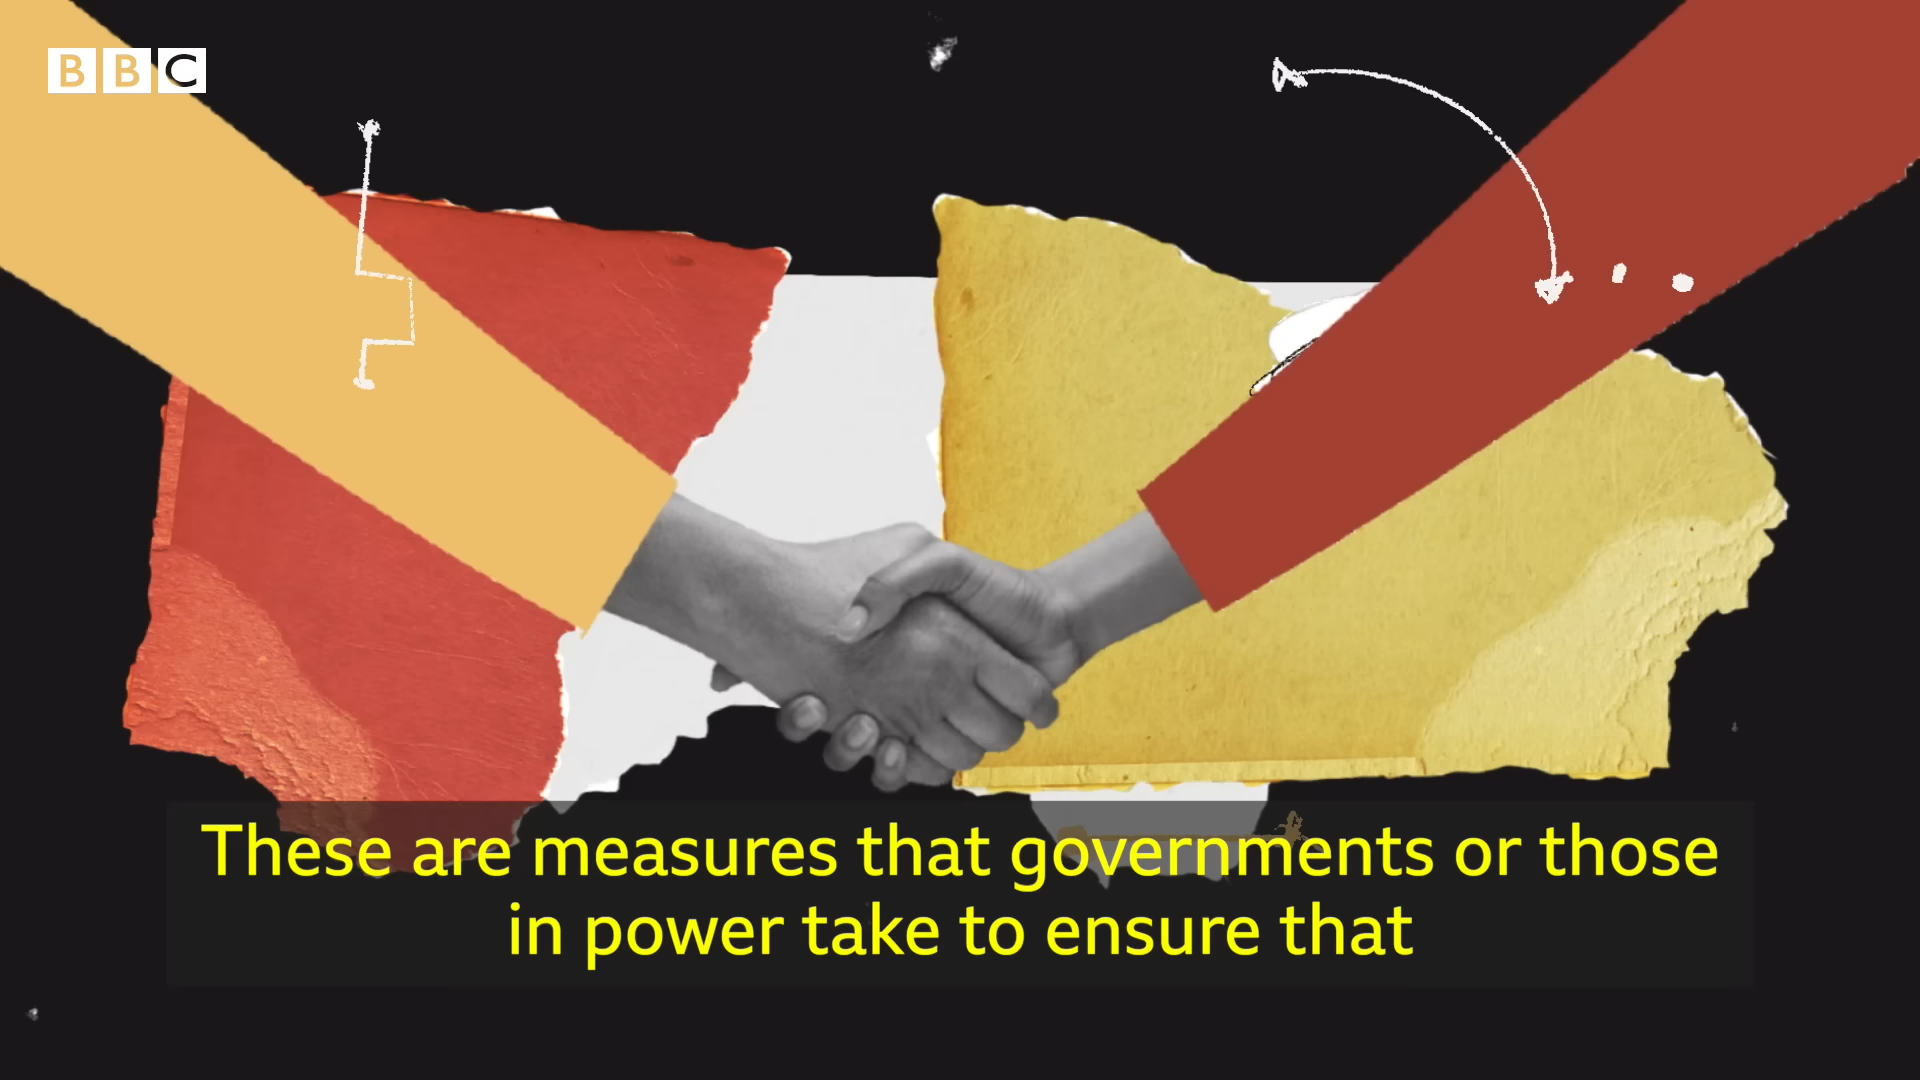 BBC
These are measures that governments or those
in power take to ensure that